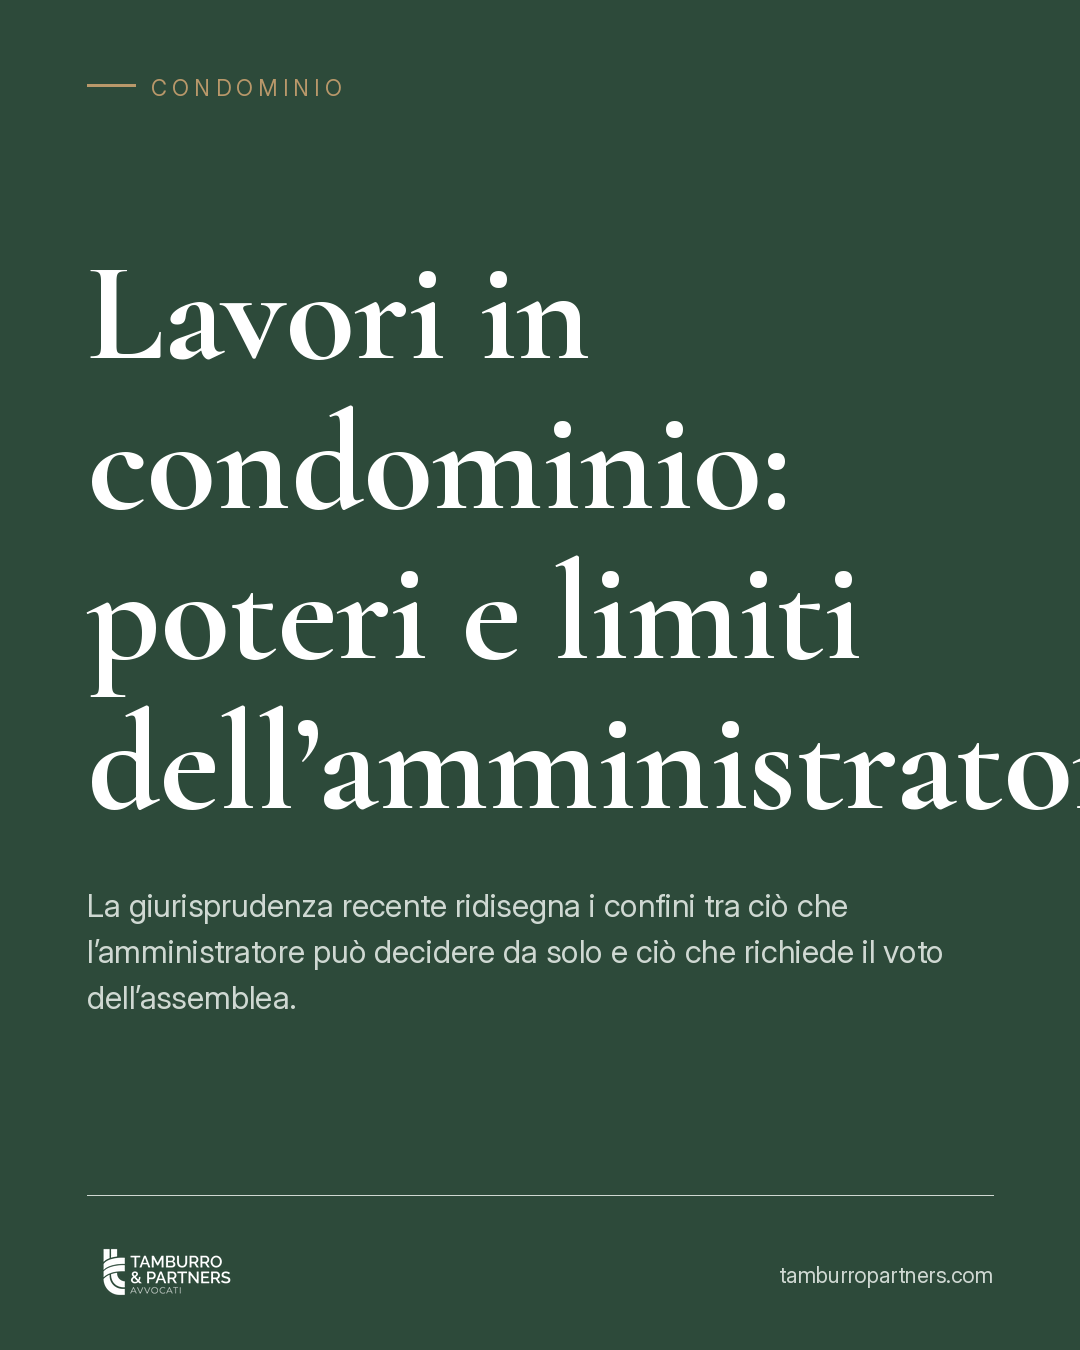 CONDOMINIO
Lavori in
condominio:
poteri e limiti
dell’amministrator
La giurisprudenza recente ridisegna i confini tra ciò che
l’amministratore può decidere da solo e ciò che richiede il voto
dell’assemblea.
TAMBURRO
& PARTNERS
AVVOCATI
tamburropartners.com